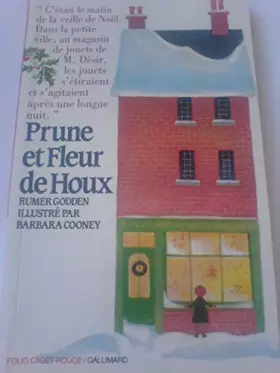 " C'était le matin
de la veille de Noël.
Dans la petite
ville, au magasin
de jouets de
M. Désir,
les jouets
s'étiraient
et s'agitaient
après une longue
nuit. "
Prune
et Fleur
de Houx
RUMER GODDEN
ILLUSTRÉ PAR
BARBARA COONEY
FOLIO CADET ROUGE / GALLIMARD